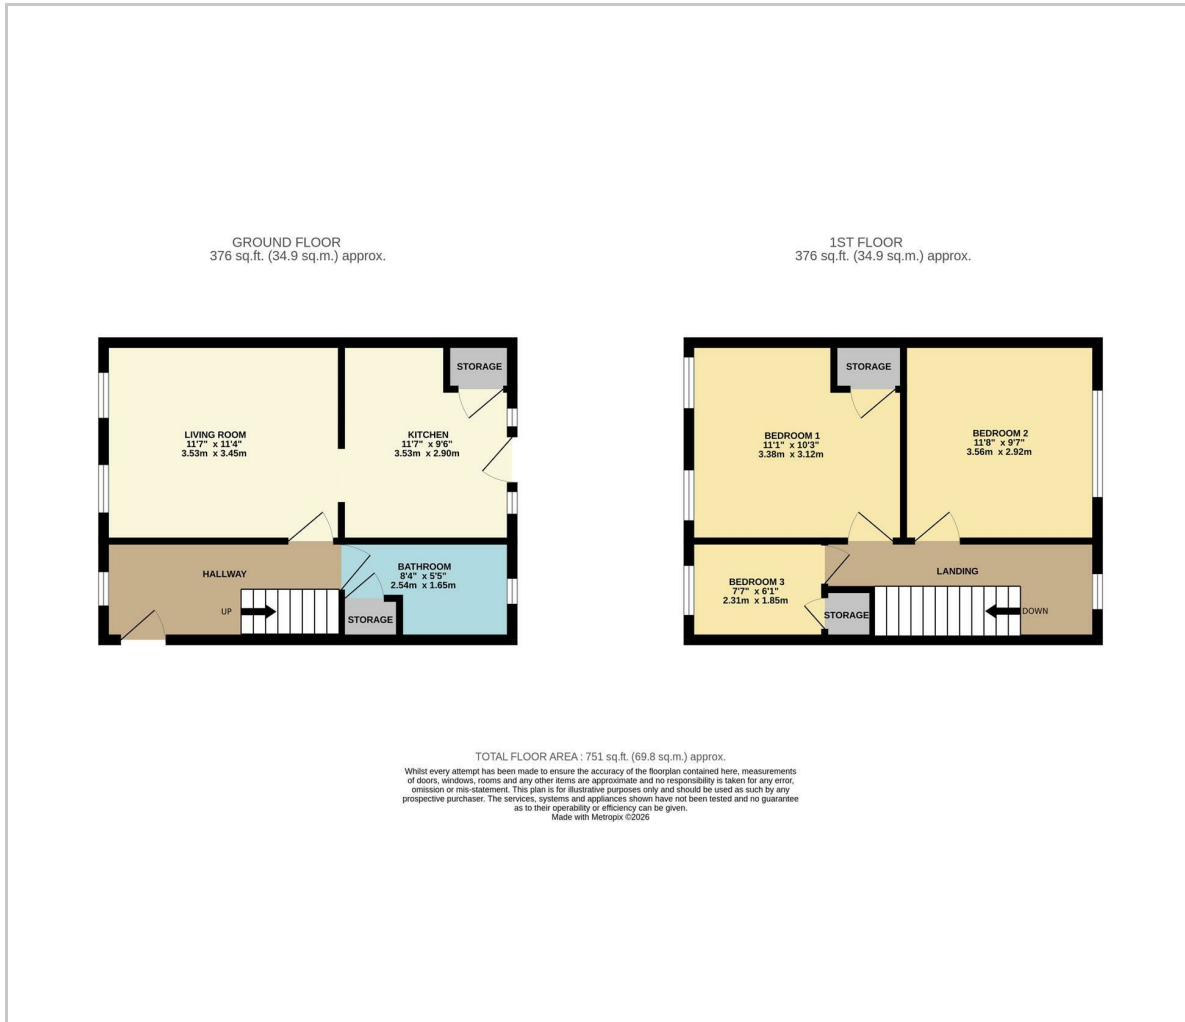 GROUND FLOOR
376 sq.ft. (34.9 sq.m.) approx.
STORAGE
LIVING ROOM
11'7" x 11'4"
3.53m x 3.45m
KITCHEN
11'7" x 9'6"
3.53m x 2.90m
HALLWAY
UP
BATHROOM
8'4" x 5'5"
2.54m x 1.65m
STORAGE
1ST FLOOR
376 sq.ft. (34.9 sq.m.) approx.
STORAGE
BEDROOM 1
11'1" x 10'3"
3.38m x 3.12m
BEDROOM 2
11'8" x 9'7"
3.56m x 2.92m
BEDROOM 3
7'7" x 6'1"
2.31m x 1.85m
LANDING
STORAGE
DOWN
TOTAL FLOOR AREA : 751 sq.ft. (69.8 sq.m.) approx.
Whilst every attempt has been made to ensure the accuracy of the floorplan contained here, measurements
of doors, windows, rooms and any other items are approximate and no responsibility is taken for any error,
omission or mis-statement. This plan is for illustrative purposes only and should be used as such by any
prospective purchaser. The services, systems and appliances shown have not been tested and no guarantee
as to their operability or efficiency can be given.
Made with Metropix ©2026